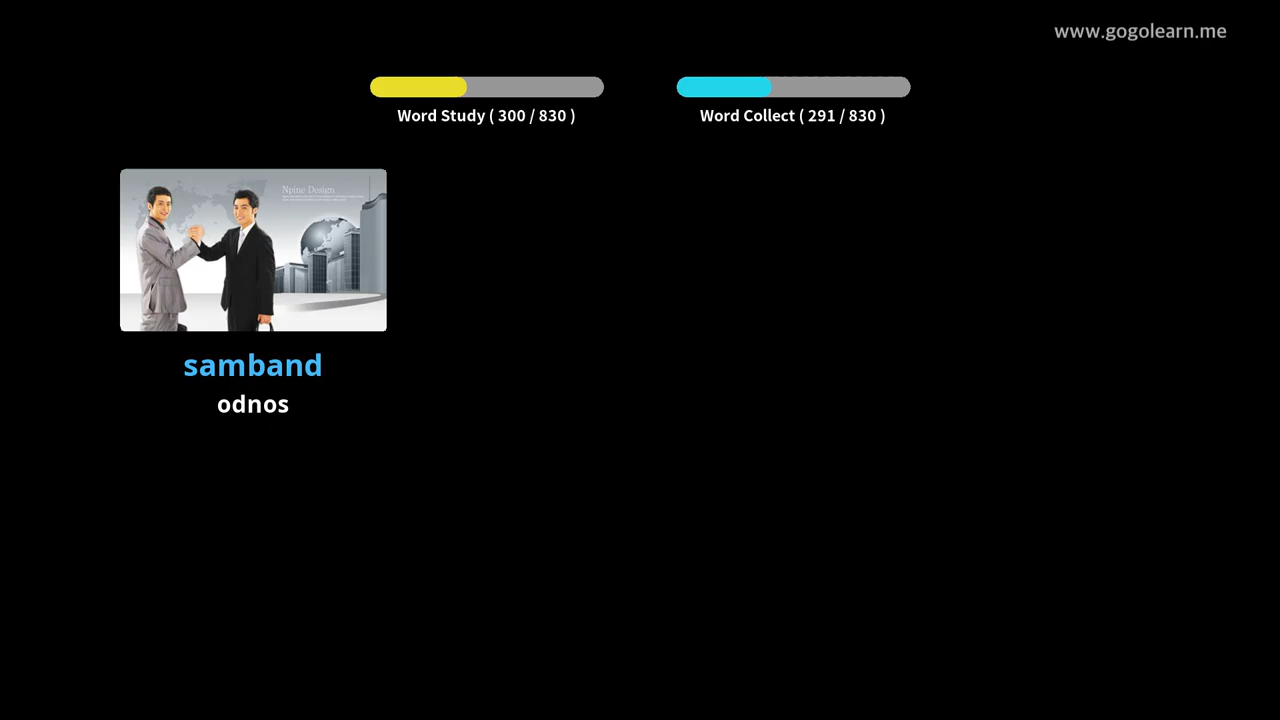 www.gogolearn.me
Word Study ( 300 / 830 )
Word Collect ( 291 / 830 )
Npine Design
samband
odnos